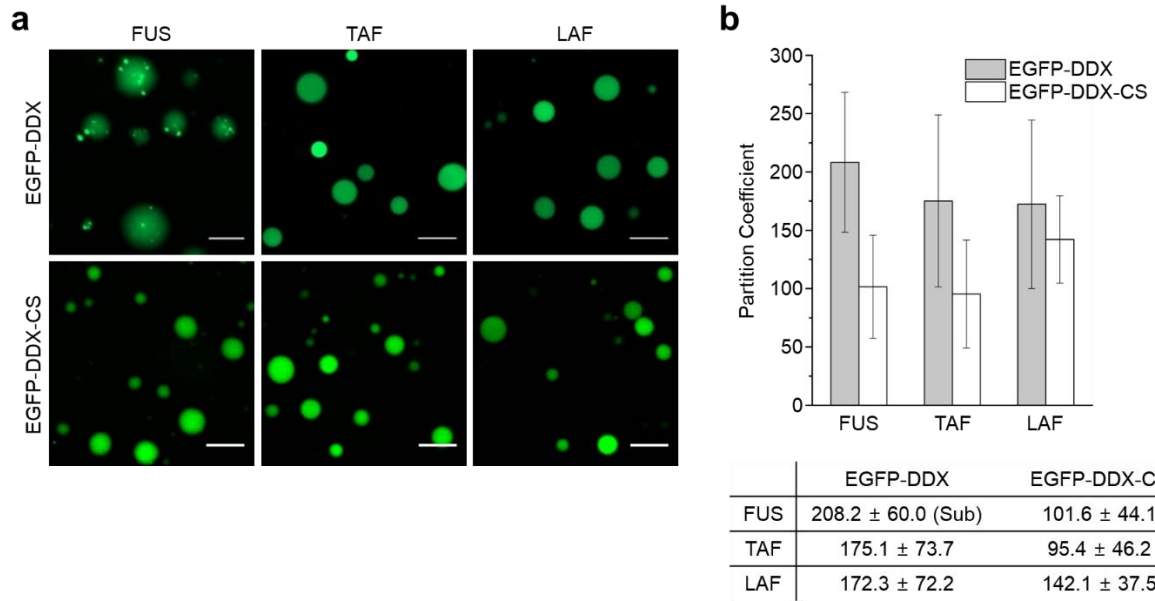 a
FUS TAF LAF
EGFP-DDX
EGFP-DDX-CS
b
Partition Coefficient
300
250
200
150
100
50
0
EGFP-DDX
EGFP-DDX-CS
FUS TAF LAF
EGFP-DDX EGFP-DDX-C
FUS 208.2 ± 60.0 (Sub) 101.6 ± 44.1
TAF 175.1 ± 73.7 95.4 ± 46.2
LAF 172.3 ± 72.2 142.1 ± 37.5